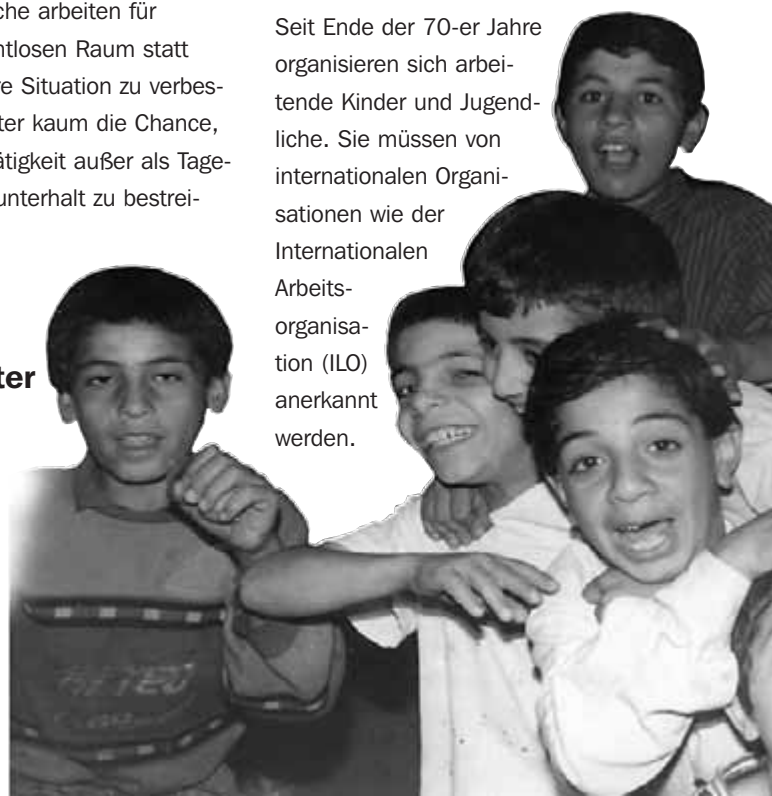 che arbeiten für
ntlosen Raum statt
re Situation zu verbes-
ter kaum die Chance,
ätigkeit außer als Tage-
unterhalt zu bestrei-
ter
Seit Ende der 70-er Jahre
organisieren sich arbei-
tende Kinder und Jugend-
liche. Sie müssen von
internationalen Organi-
sationen wie der
Internationalen
Arbeits-
organisa-
tion (ILO)
anerkannt
werden.